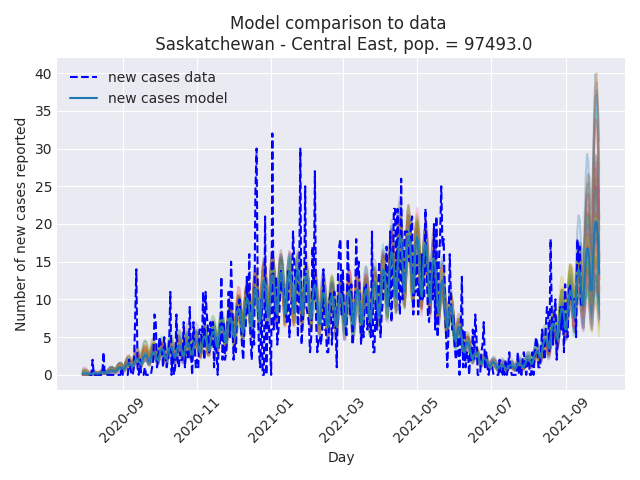 Model comparison to data
Saskatchewan - Central East, pop. = 97493.0
new cases data
new cases model
Number of new cases reported
40
35
30
25
20
15
10
5
0
2020-09
2020-11
2021-01
2021-03
2021-05
2021-07
2021-09
Day